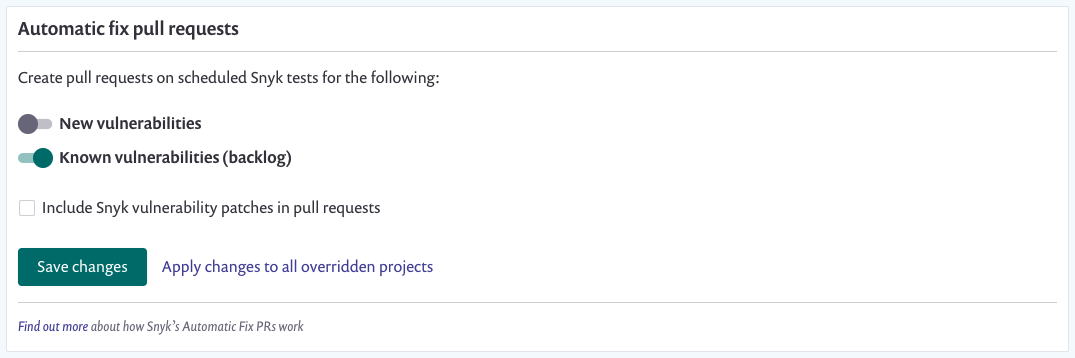 Automatic fix pull requests
Create pull requests on scheduled Snyk tests for the following:
New vulnerabilities
Known vulnerabilities (backlog)
Include Snyk vulnerability patches in pull requests
Save changes Apply changes to all overridden projects
Find out more about how Snyk's Automatic Fix PRs work